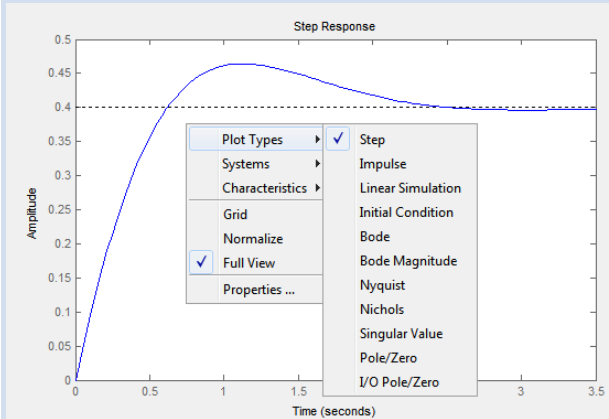 Step Response
0.5
0.45
0.4
0.35
0.3
0.25
0.2
0.15
0.1
0.05
0
Amplitude
Plot Types
Systems
Characteristics
Grid
Normalize
Full View
Properties ...
Step
Impulse
Linear Simulation
Initial Condition
Bode
Bode Magnitude
Nyquist
Nichols
Singular Value
Pole/Zero
I/O Pole/Zero
0 0.5 1 1.5 3 3.5
Time (seconds)